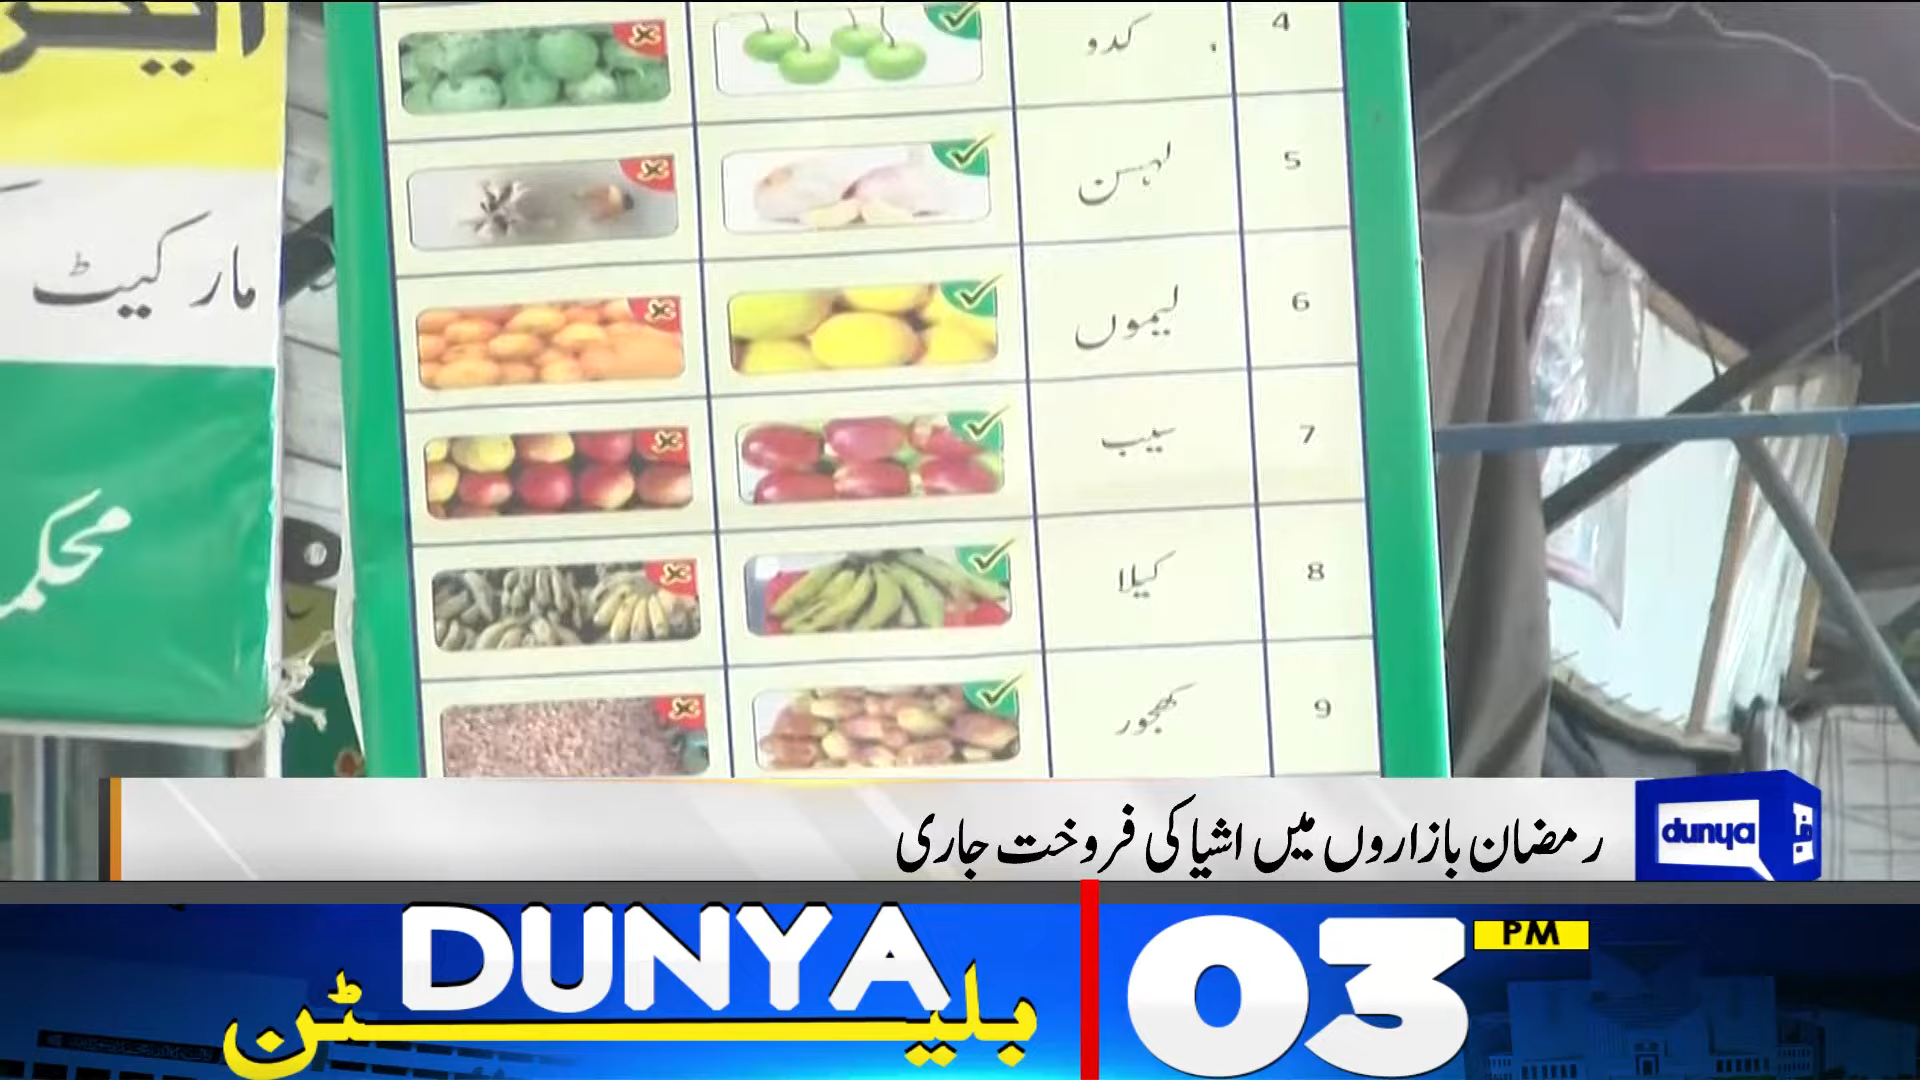 4 کدو
5 لہسن
6 لیموں
7 سیب
8 کیلا
9 کھجور
مارکیٹ
محکمہ
رمضان بازاروں میں اشیا کی فروخت جاری
dunya
DUNYA
بلیٹن
03 PM